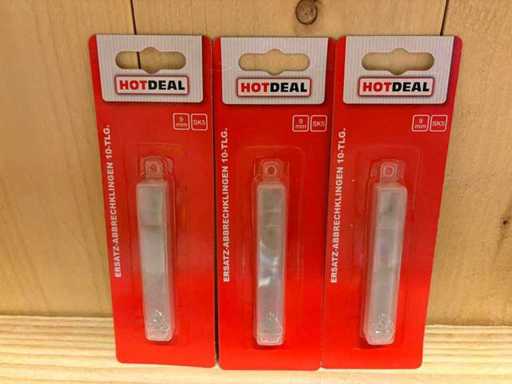 HOTDEAL
9 mm
SK5
ERSATZ-ABBRECHKLINGEN 10-TLG.
HOTDEAL
9 mm
SK5
ERSATZ-ABBRECHKLINGEN 10-TLG.
HOTDEAL
9 mm
SK5
ERSATZ-ABBRECHKLINGEN 10-TLG.